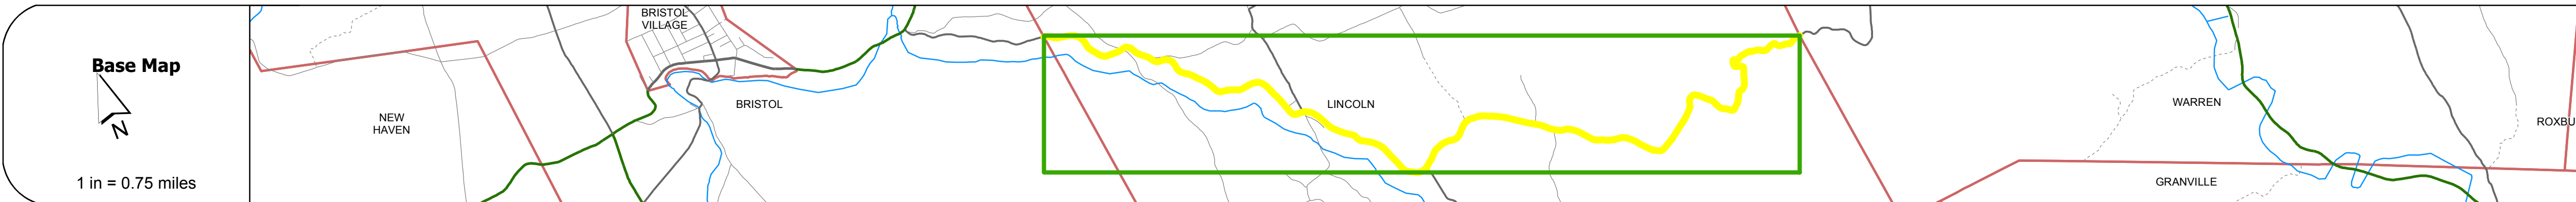 Base Map
N
1 in = 0.75 miles
NEW
HAVEN
BRISTOL
VILLAGE
BRISTOL
LINCOLN
WARREN
GRANVILLE
ROXBU